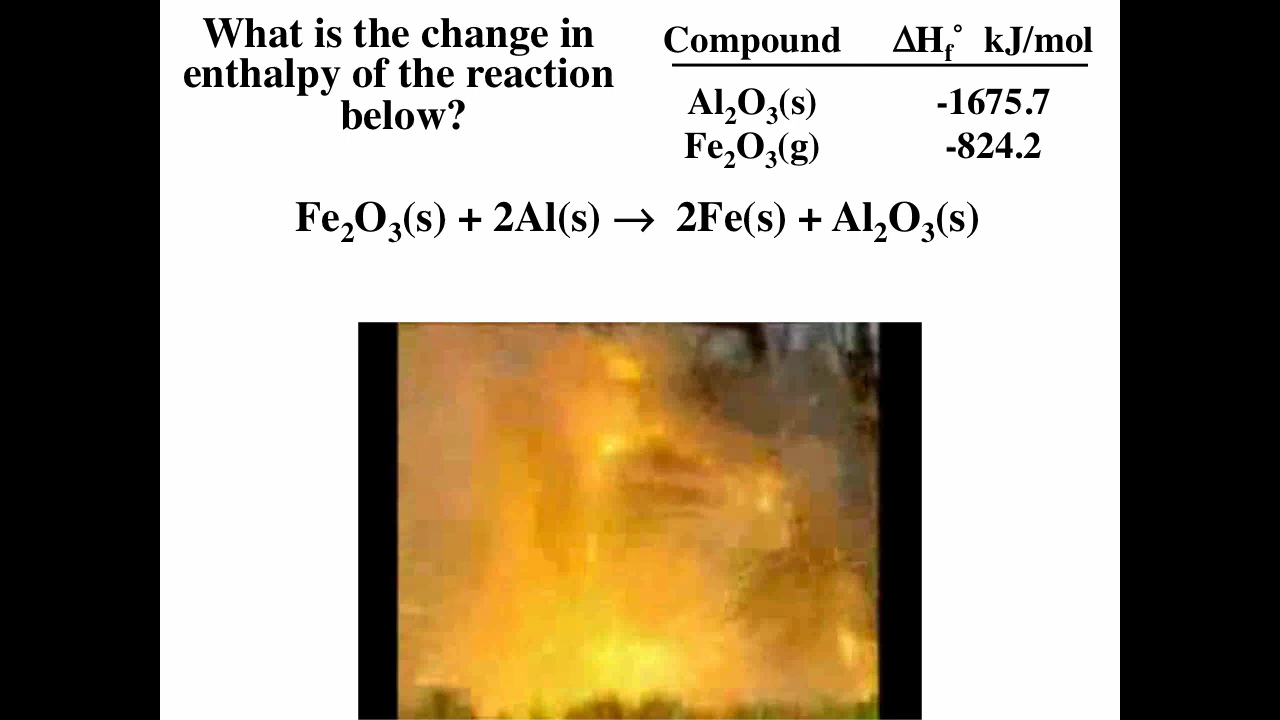 What is the change in
enthalpy of the reaction
below?
Compound ΔHf° kJ/mol
Al₂O₃(s) -1675.7
Fe₂O₃(g) -824.2
Fe₂O₃(s) + 2Al(s) → 2Fe(s) + Al₂O₃(s)